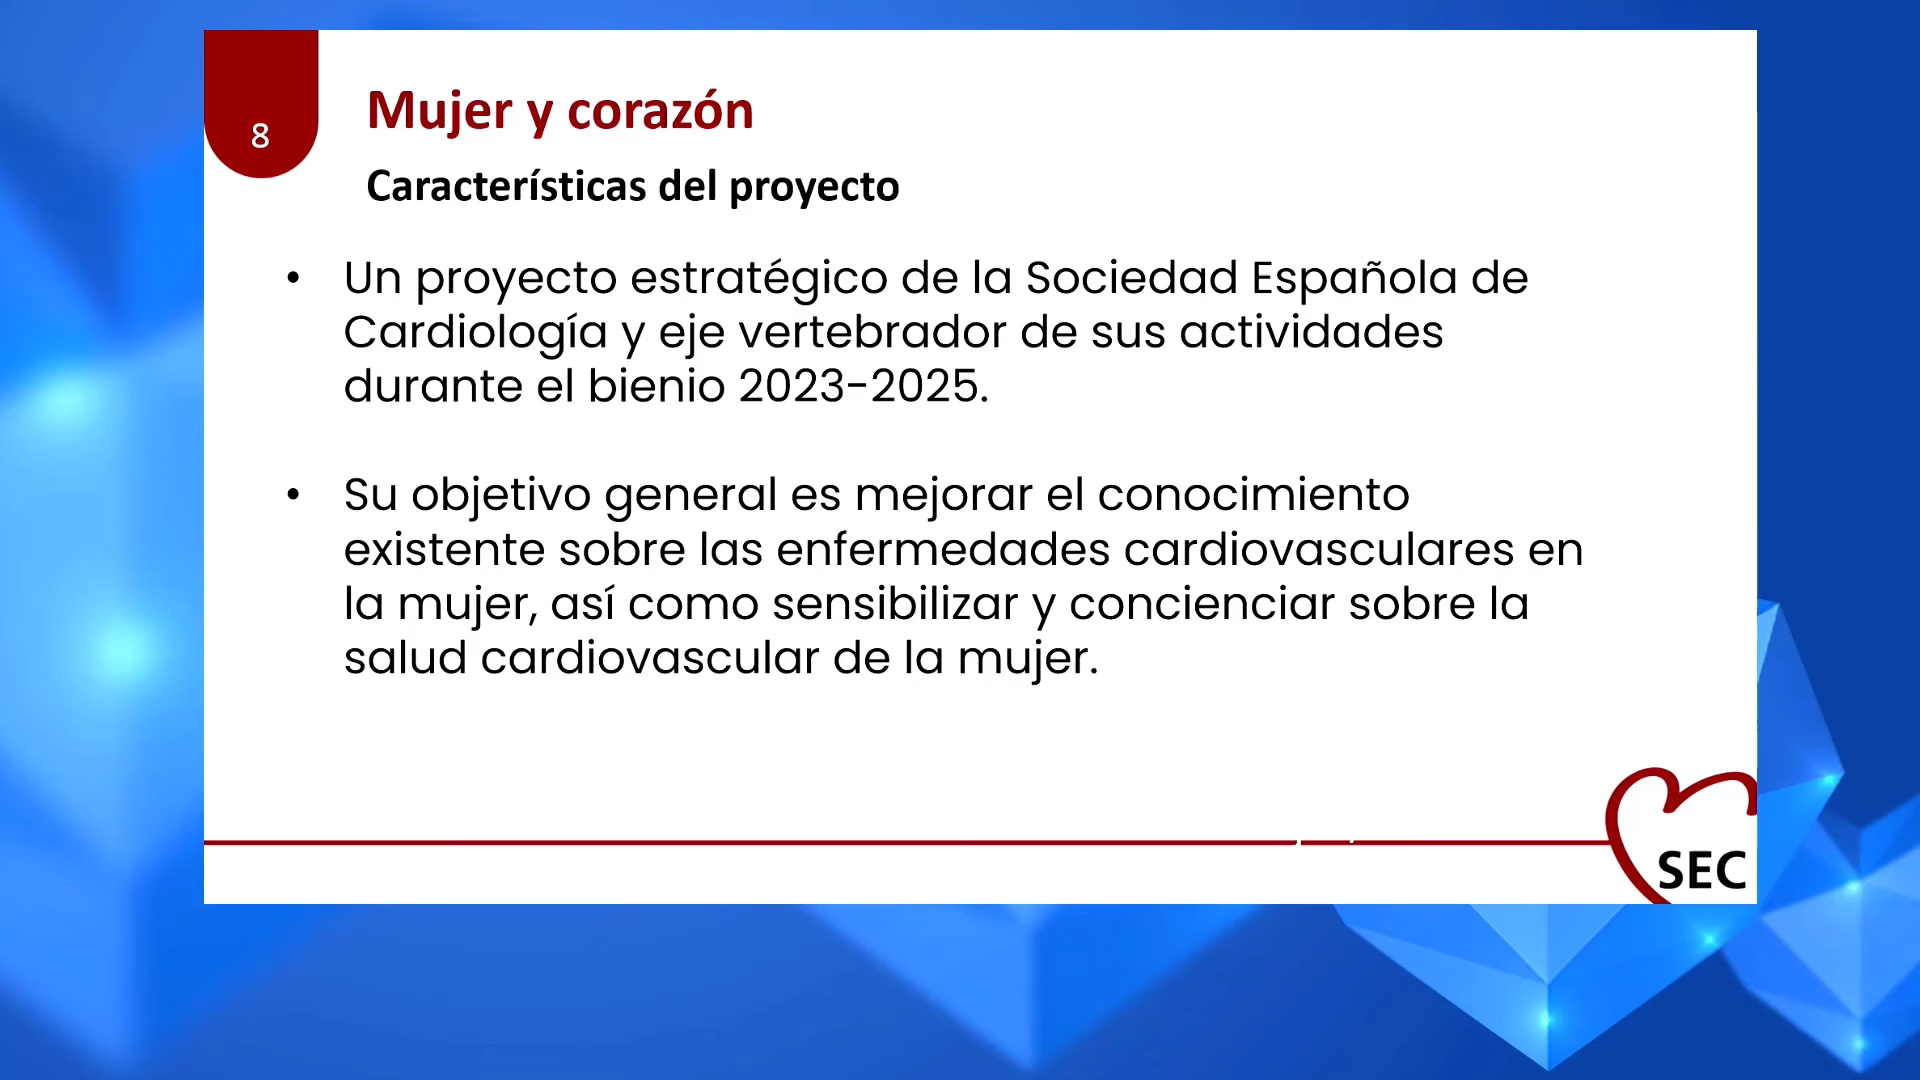 8
Mujer y corazón
Características del proyecto
• Un proyecto estratégico de la Sociedad Española de
Cardiología y eje vertebrador de sus actividades
durante el bienio 2023-2025.
• Su objetivo general es mejorar el conocimiento
existente sobre las enfermedades cardiovasculares en
la mujer, así como sensibilizar y concienciar sobre la
salud cardiovascular de la mujer.
SEC